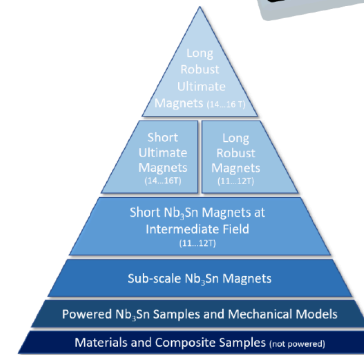 Long
Robust
Ultimate
Magnets (14...16 T)
Short
Ultimate
Magnets
(14...16T)
Long
Robust
Magnets
(11...12T)
Short Nb₃Sn Magnets at
Intermediate Field
(11...12T)
Sub-scale Nb₃Sn Magnets
Powered Nb₃Sn Samples and Mechanical Models
Materials and Composite Samples (not powered)